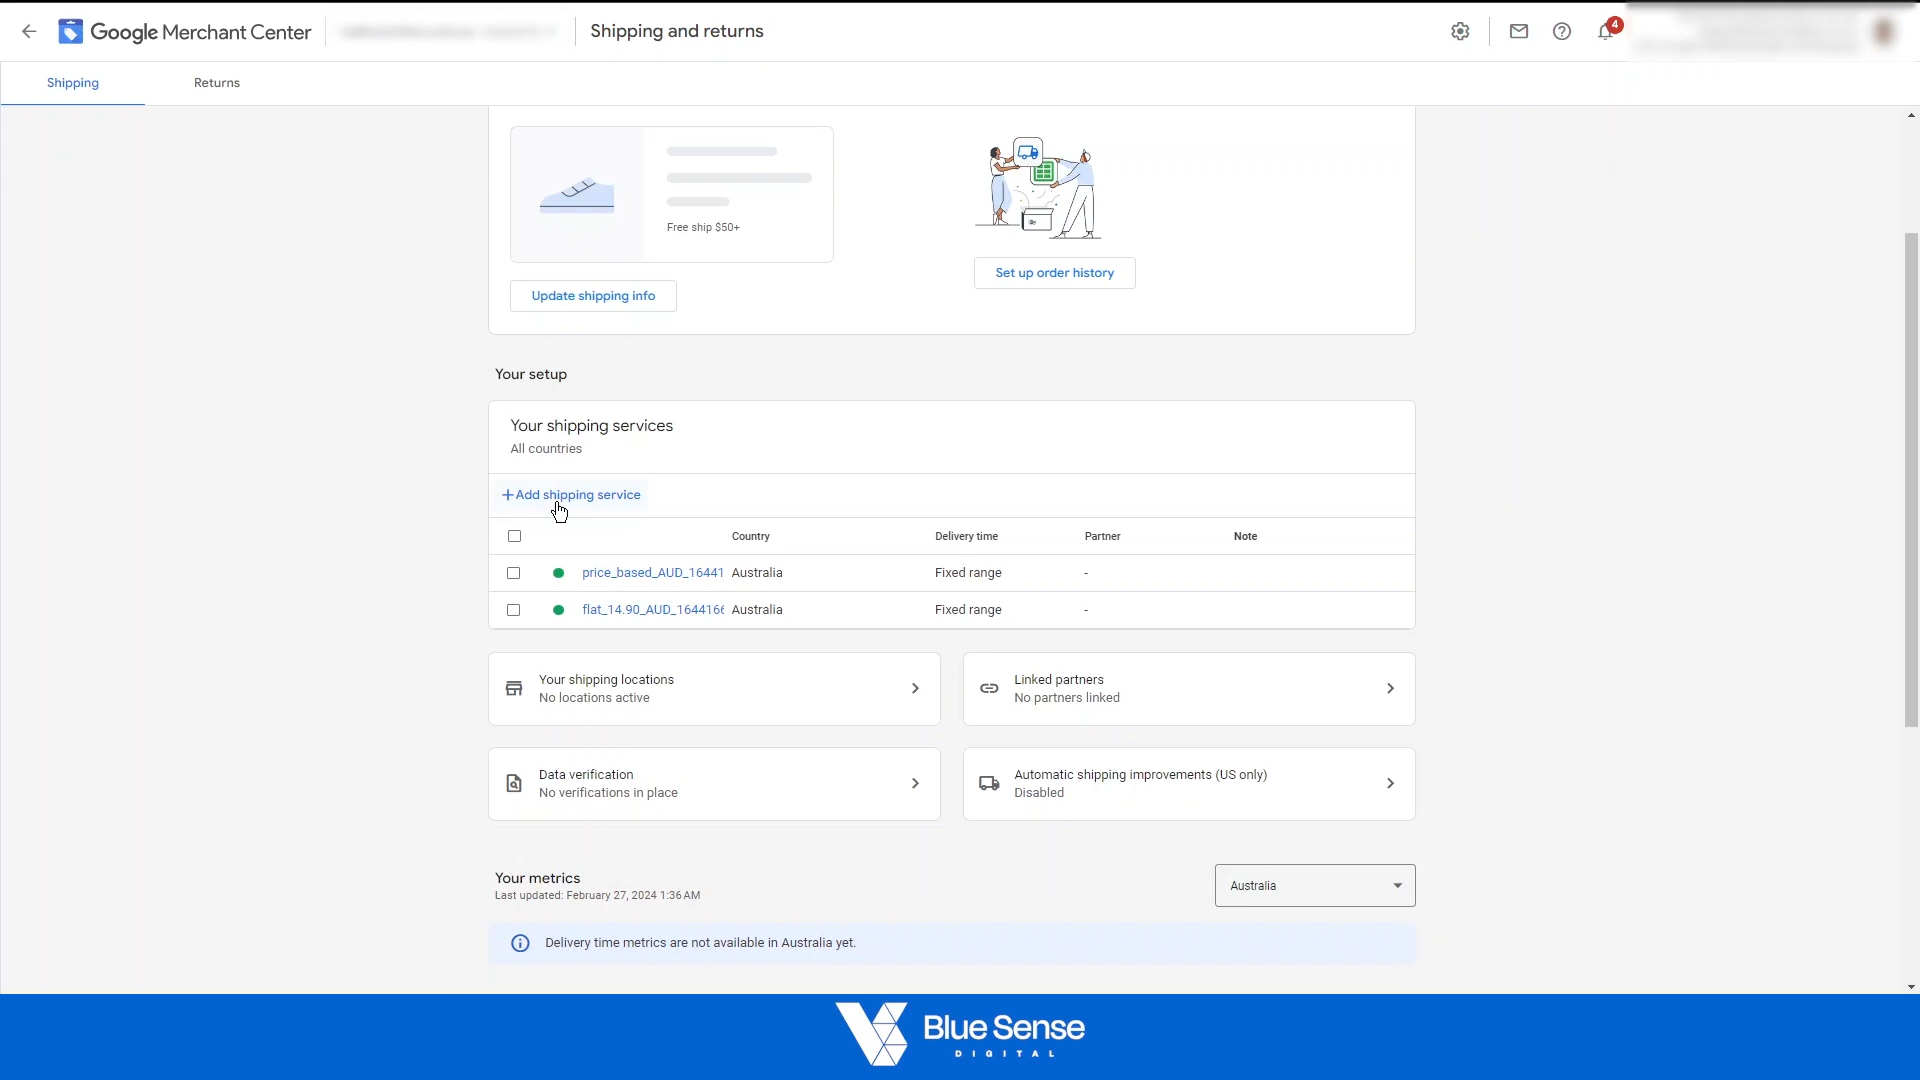 Google Merchant Center
Shipping and returns
4
Shipping
Returns
Free ship $50+
Update shipping info
Set up order history
Your setup
Your shipping services
All countries
+ Add shipping service
Country Delivery time Partner Note
price_based_AUD_16441 Australia Fixed range -
flat_14.90_AUD_1644166 Australia Fixed range -
Your shipping locations
No locations active
Linked partners
No partners linked
Data verification
No verifications in place
Automatic shipping improvements (US only)
Disabled
Your metrics
Last updated: February 27, 2024 1:36 AM
Australia
Delivery time metrics are not available in Australia yet.
Blue Sense
DIGITAL